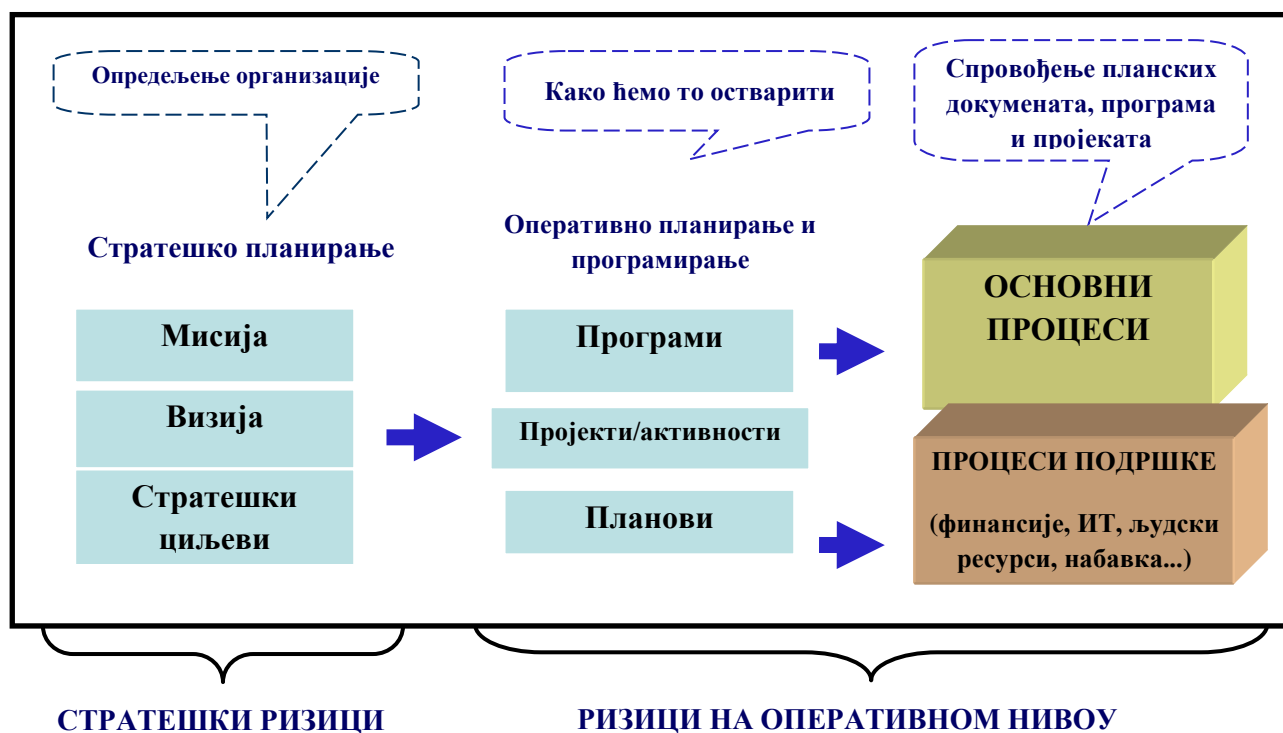 Опредељење организације
Како ћемо то остварити
Спровођење планских
докумената, програма
и пројеката
Стратешко планирање
Оперативно планирање и
програмирање
Мисија
Визија
Стратешки
циљеви
Програми
Пројекти/активности
Планови
ОСНОВНИ
ПРОЦЕСИ
ПРОЦЕСИ ПОДРШКЕ
(финансије, ИТ, људски
ресурси, набавка...)
СТРАТЕШКИ РИЗИЦИ
РИЗИЦИ НА ОПЕРАТИВНОМ НИВОУ